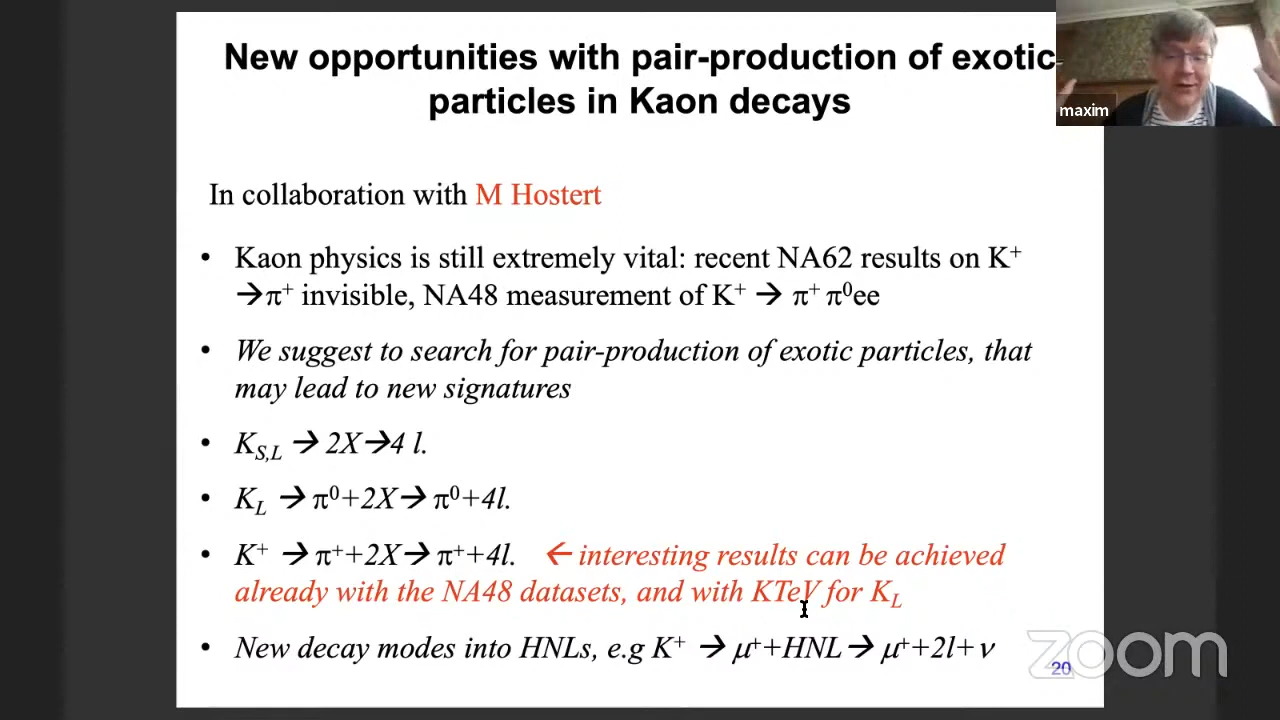 New opportunities with pair-production of exotic
particles in Kaon decays
maxim
In collaboration with M Hostert
• Kaon physics is still extremely vital: recent NA62 results on K⁺
→π⁺ invisible, NA48 measurement of K⁺ → π⁺ π⁰ee
• We suggest to search for pair-production of exotic particles, that
may lead to new signatures
• K_{S,L} → 2X→4 l.
• K_L → π⁰+2X→ π⁰+4l.
• K⁺ → π⁺+2X→ π⁺+4l. ← interesting results can be achieved
already with the NA48 datasets, and with KTeV for K_L
• New decay modes into HNLs, e.g K⁺ → μ⁺+HNL→ μ⁺+2l+ν
zoom
20